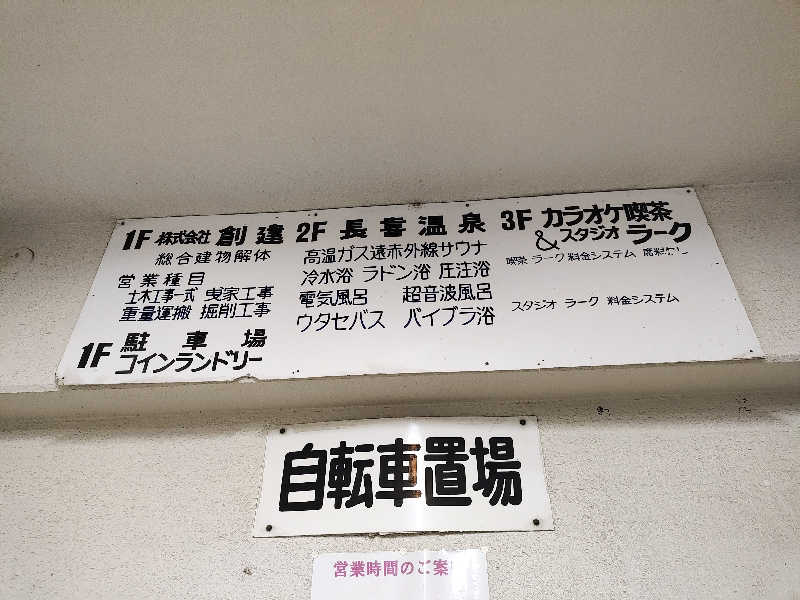 1F 株式会社 創建
総合建物解体
営業種目
土木工事一式 曳家工事
重量運搬 掘削工事
1F 駐車場
コインランドリー
2F 長寿温泉
高温ガス遠赤外線サウナ
冷水浴 ラドン浴 圧注浴
電気風呂 超音波風呂
ウタセバス バイブラ浴
3F カラオケ喫茶
&スタジオ ラーク
喫茶 ラーク 料金システム
スタジオ ラーク 料金システム
自転車置場
営業時間のご案